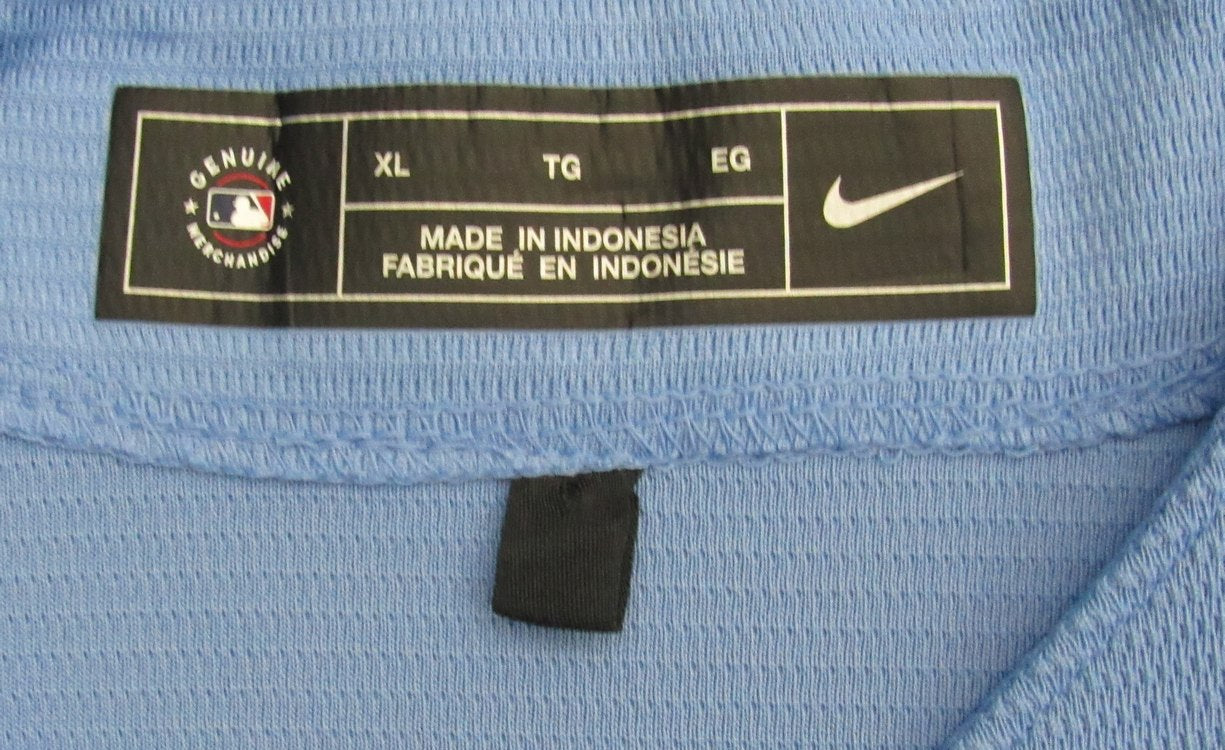 GENUINE
MERCHANDISE
XL TG EG
MADE IN INDONESIA
FABRIQUÉ EN INDONÉSIE